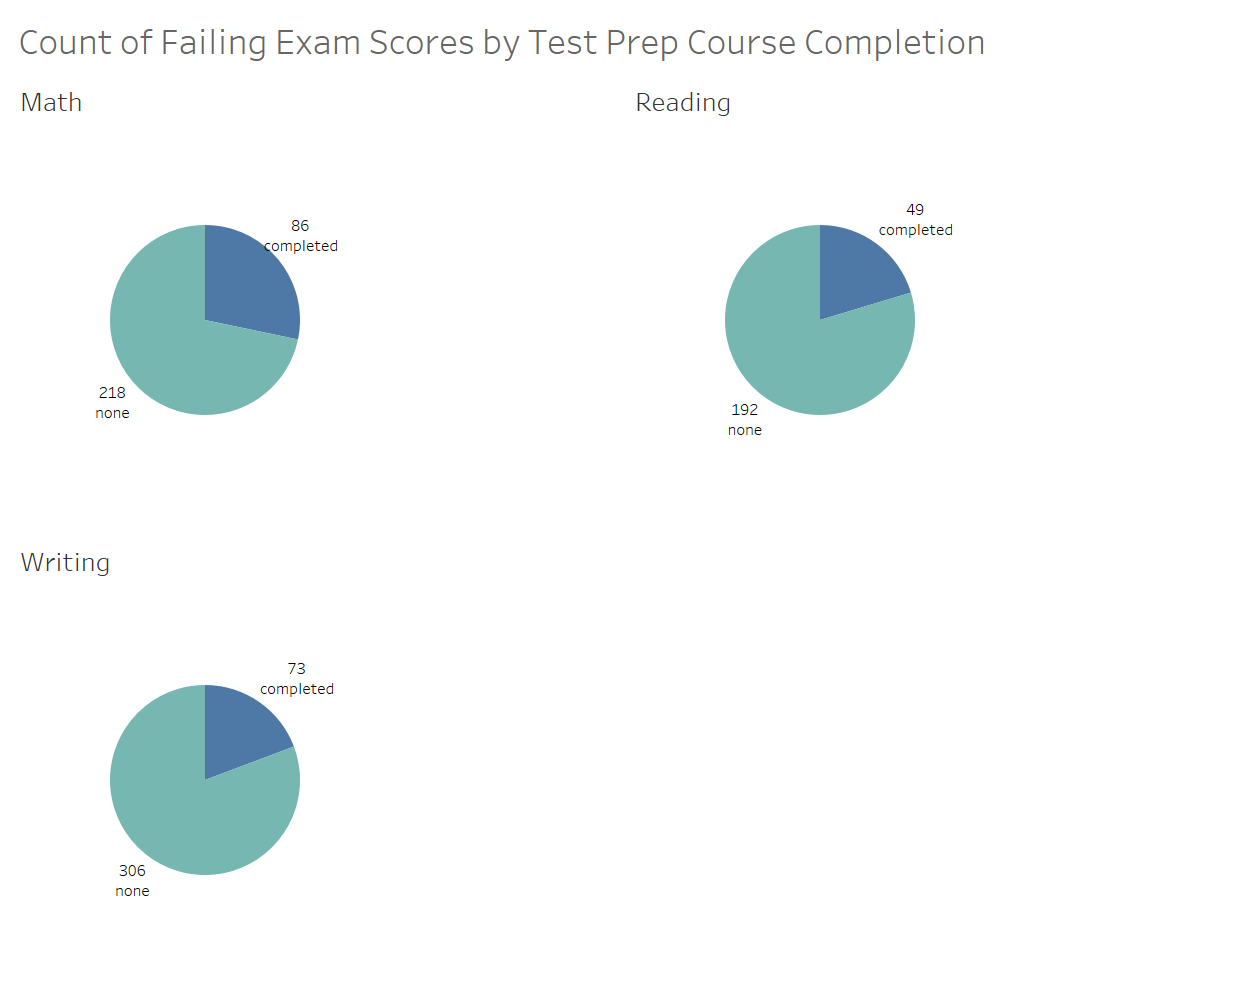 Count of Failing Exam Scores by Test Prep Course Completion
Math
86
completed
218
none
Reading
49
completed
192
none
Writing
73
completed
306
none